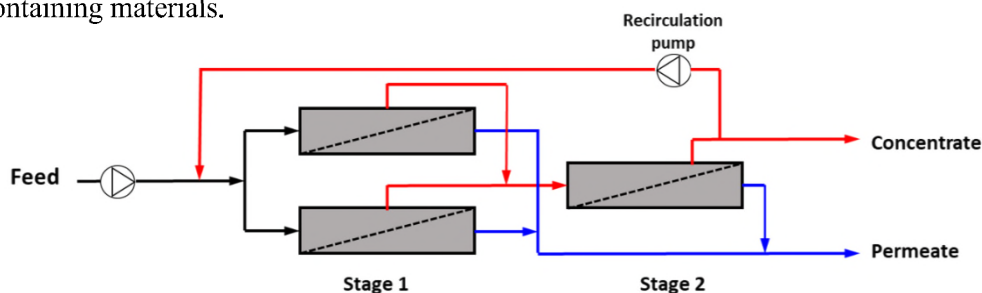 ontaining materials.
Recirculation
pump
Feed
Concentrate
Permeate
Stage 1
Stage 2